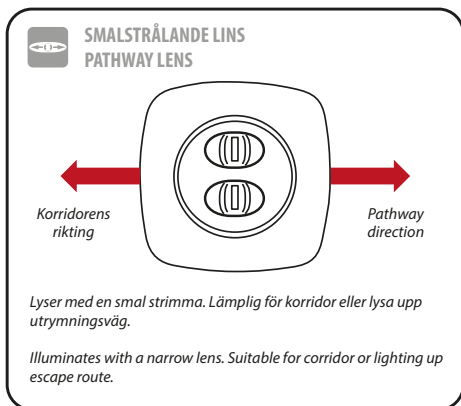 SMALSTRÅLANDE LINS
PATHWAY LENS
Korridorens
rikting
Pathway
direction
Lyser med en smal strimma. Lämplig för korridor eller lysa upp
utrymningsväg.
Illuminates with a narrow lens. Suitable for corridor or lighting up
escape route.